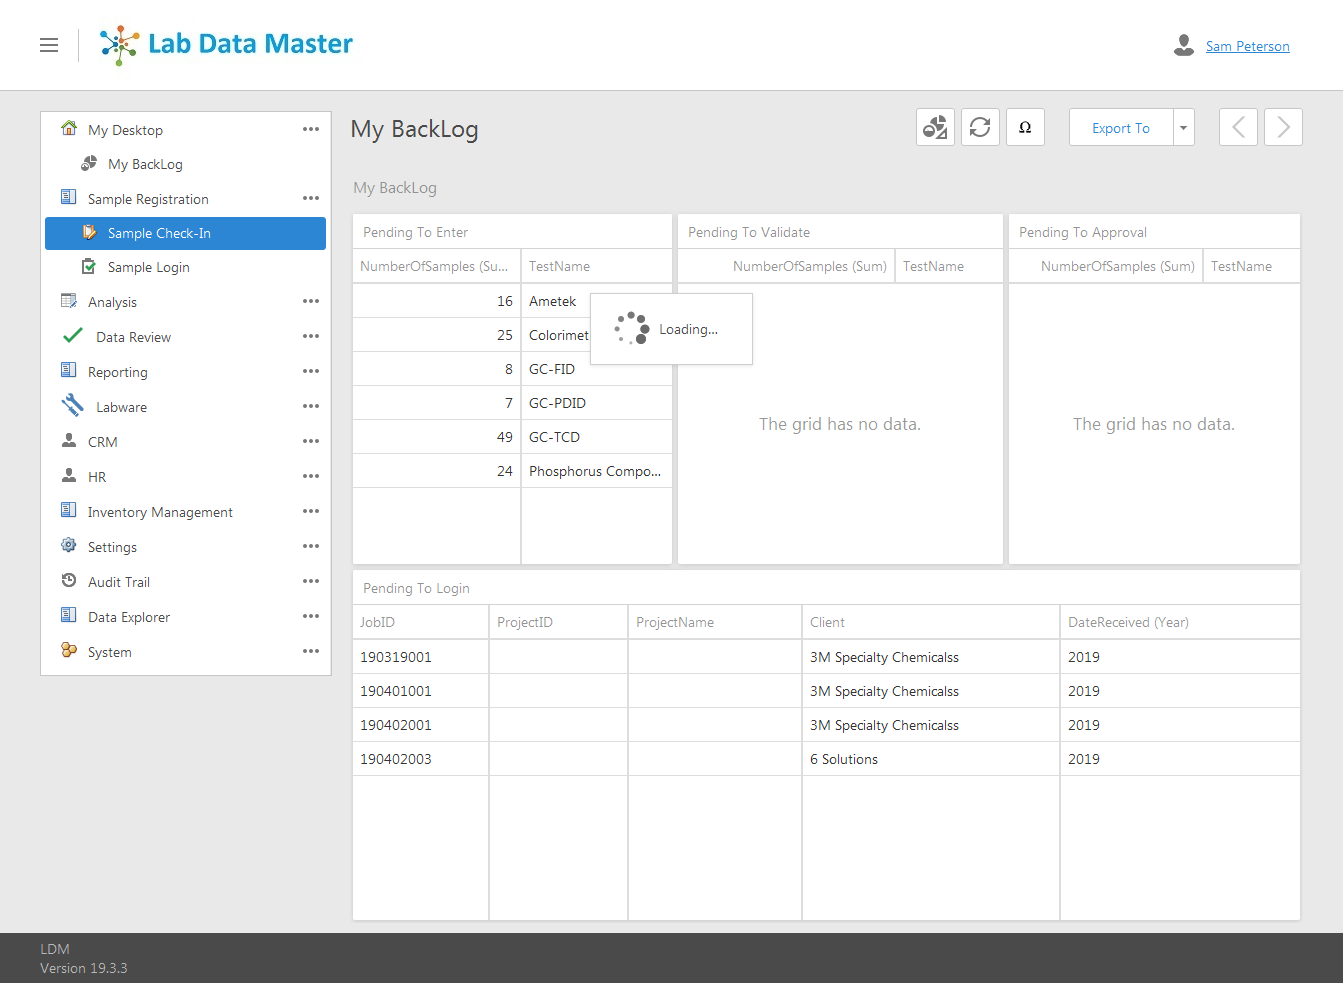 Lab Data Master
Sam Peterson
My Desktop
My BackLog
Sample Registration
Sample Check-In
Sample Login
Analysis
Data Review
Reporting
Labware
CRM
HR
Inventory Management
Settings
Audit Trail
Data Explorer
System
My BackLog
Ω
Export To
My BackLog
Pending To Enter
NumberOfSamples (Su... TestName
16 Ametek
25 Colorimet
8 GC-FID
7 GC-PDID
49 GC-TCD
24 Phosphorus Compo...
Pending To Validate
NumberOfSamples (Sum) TestName
The grid has no data.
Pending To Approval
NumberOfSamples (Sum) TestName
The grid has no data.
Loading...
Pending To Login
JobID ProjectID ProjectName Client DateReceived (Year)
190319001 3M Specialty Chemicalss 2019
190401001 3M Specialty Chemicalss 2019
190402001 3M Specialty Chemicalss 2019
190402003 6 Solutions 2019
LDM
Version 19.3.3